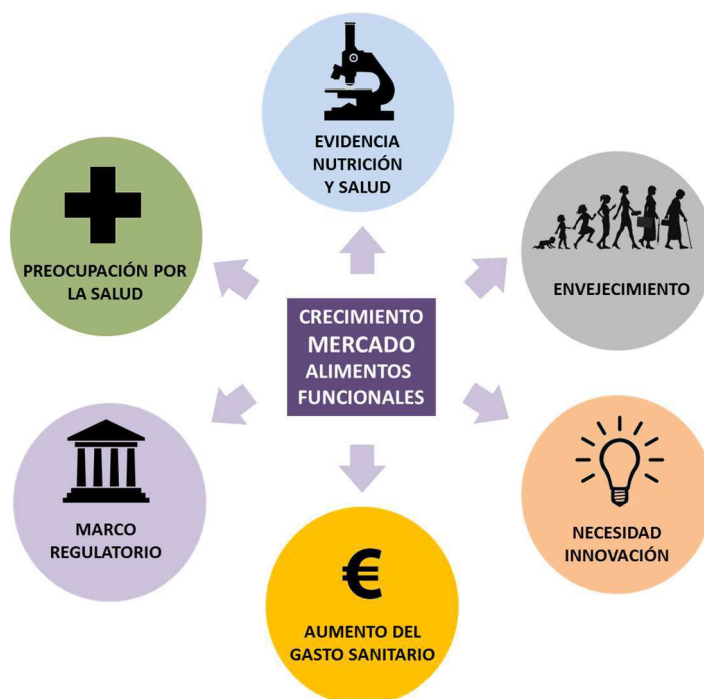 EVIDENCIA
NUTRICIÓN
Y SALUD
PREOCUPACIÓN POR
LA SALUD
ENVEJECIMIENTO
CRECIMIENTO
MERCADO
ALIMENTOS
FUNCIONALES
MARCO
REGULATORIO
NECESIDAD
INNOVACIÓN
€
AUMENTO DEL
GASTO SANITARIO